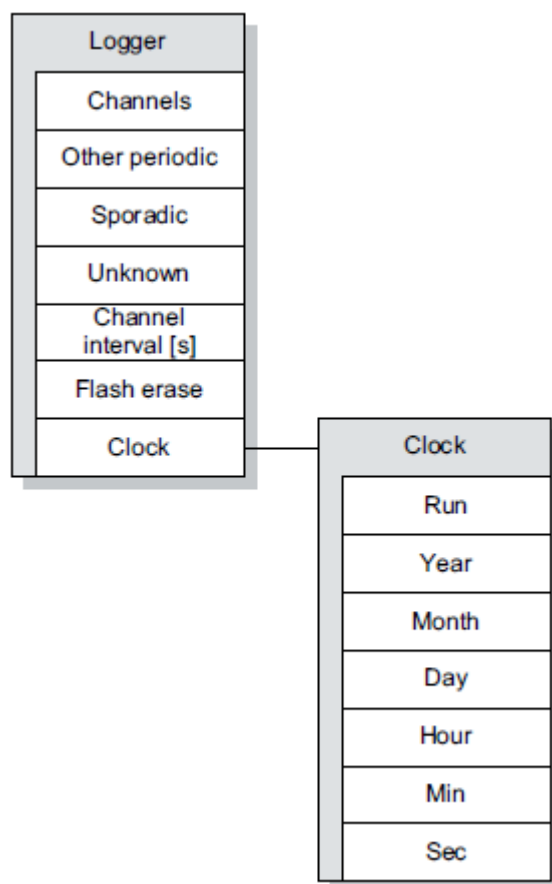 Logger
Channels
Other periodic
Sporadic
Unknown
Channel
interval [s]
Flash erase
Clock
Clock
Run
Year
Month
Day
Hour
Min
Sec